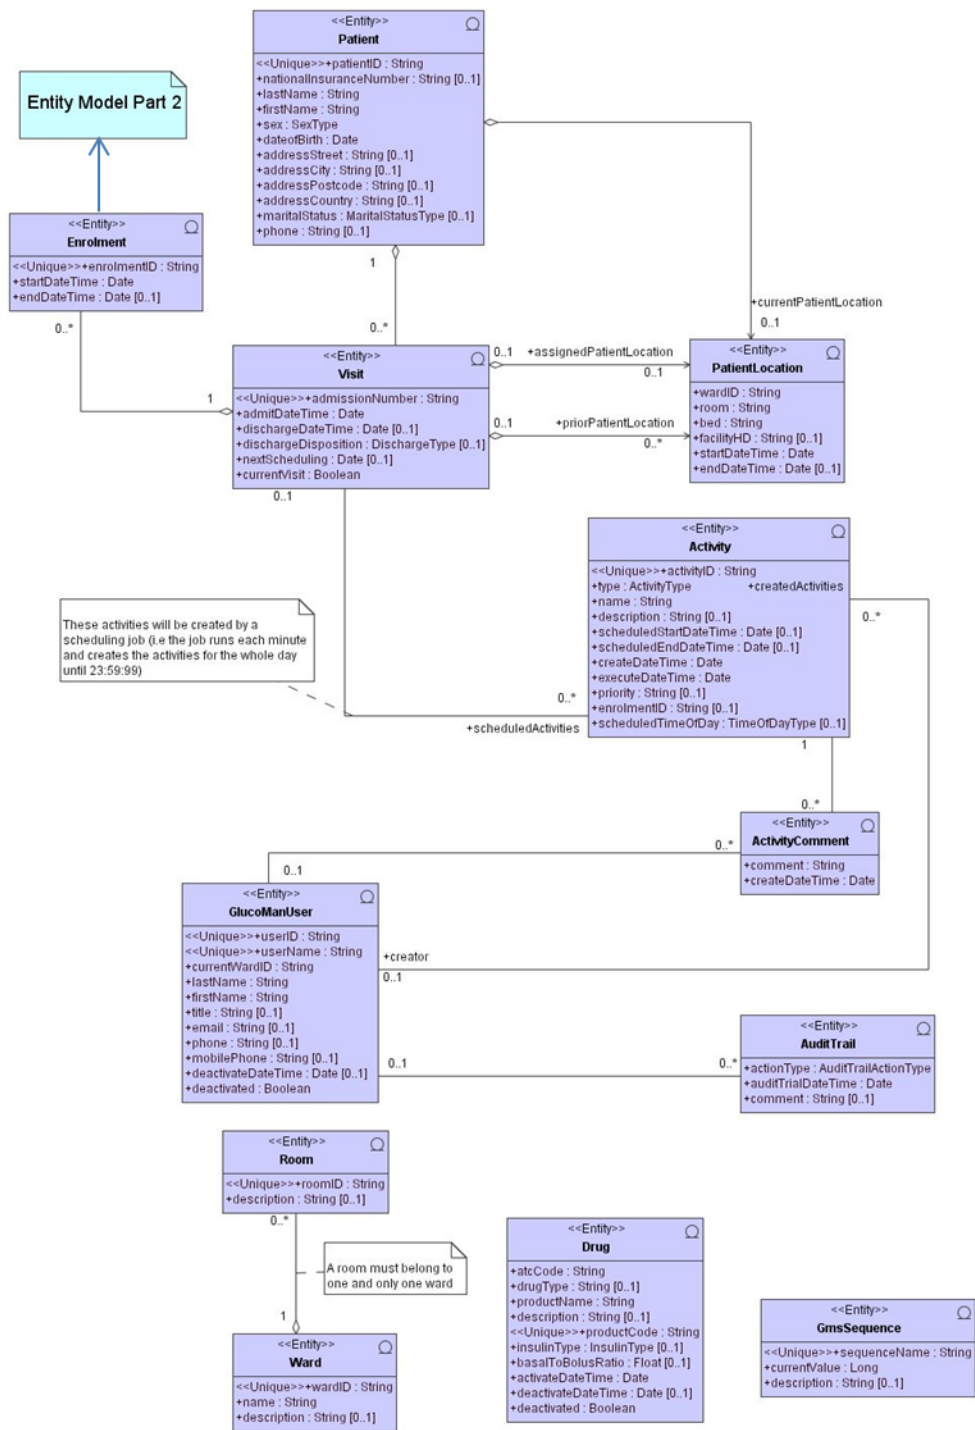 <<Entity>>
Patient
<<Unique>>+patientID : String
+nationalInsuranceNumber : String [0..1]
+lastName : String
+firstName : String
+sex : SexType
+dateofBirth : Date
+addressStreet : String [0..1]
+addressCity : String [0..1]
+addressPostcode : String [0..1]
+addressCountry : String [0..1]
+maritalStatus : MaritalStatusType [0..1]
+phone : String [0..1]
Entity Model Part 2
<<Entity>>
Enrolment
<<Unique>>+enrolmentID : String
+startDateTime : Date
+endDateTime : Date [0..1]
1
0..*
0..*
1
+currentPatientLocation
0..1
<<Entity>>
Visit
<<Unique>>+admissionNumber : String
+admitDateTime : Date
+dischargeDateTime : Date [0..1]
+dischargeDisposition : DischargeType [0..1]
+nextScheduling : Date [0..1]
+currentVisit : Boolean
0..1
+assignedPatientLocation
0..1
0..1
+priorPatientLocation
0..*
<<Entity>>
PatientLocation
+wardID : String
+room : String
+bed : String
+facilityHD : String [0..1]
+startDateTime : Date
+endDateTime : Date [0..1]
0..1
<<Entity>>
Activity
<<Unique>>+activityID : String
+type : ActivityType
+createdActivities
+name : String
+description : String [0..1]
+scheduledStartDateTime : Date [0..1]
+scheduledEndDateTime : Date [0..1]
+createDateTime : Date
+executeDateTime : Date
+priority : String [0..1]
+enrolmentID : String [0..1]
+scheduledTimeOfDay : TimeOfDayType [0..1]
0..*
These activities will be created by a
scheduling job (i.e the job runs each minute
and creates the activities for the whole day
until 23:59:99)
0..*
+scheduledActivities
1
0..*
<<Entity>>
ActivityComment
+comment : String
+createDateTime : Date
0..*
0..1
<<Entity>>
GlucoManUser
<<Unique>>+userID : String
<<Unique>>+userName : String
+currentWardID : String
+lastName : String
+firstName : String
+title : String [0..1]
+email : String [0..1]
+phone : String [0..1]
+mobilePhone : String [0..1]
+deactivateDateTime : Date [0..1]
+deactivated : Boolean
+creator
0..1
0..1
0..*
<<Entity>>
AuditTrail
+actionType : AuditTrailActionType
+auditTrialDateTime : Date
+comment : String [0..1]
<<Entity>>
Room
<<Unique>>+roomID : String
+description : String [0..1]
0..*
A room must belong to
one and only one ward
1
<<Entity>>
Ward
<<Unique>>+wardID : String
+name : String
+description : String [0..1]
<<Entity>>
Drug
+atcCode : String
+drugType : String [0..1]
+productName : String
+description : String [0..1]
<<Unique>>+productCode : String
+insulinType : InsulinType [0..1]
+basalToBolusRatio : Float [0..1]
+activateDateTime : Date
+deactivateDateTime : Date [0..1]
+deactivated : Boolean
<<Entity>>
GmsSequence
<<Unique>>+sequenceName : String
+currentValue : Long
+description : String [0..1]